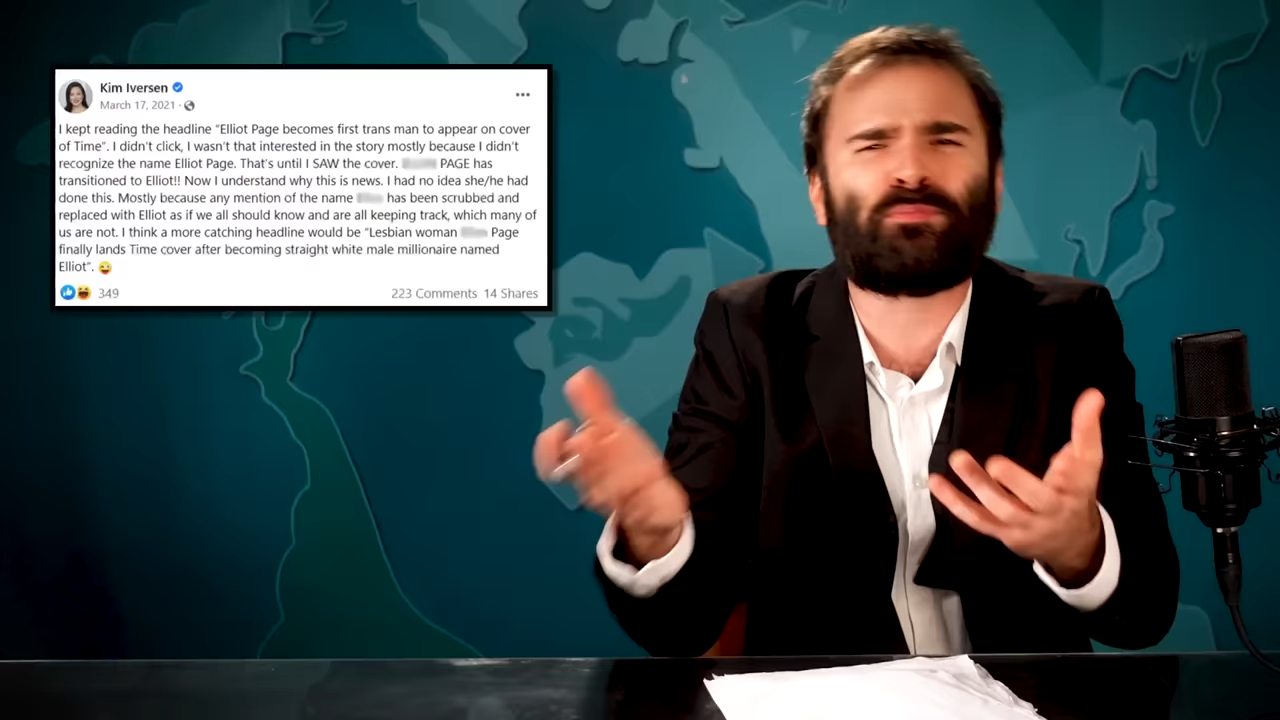 Kim Iversen
March 17, 2021 ·
I kept reading the headline “Elliot Page becomes first trans man to appear on cover
of Time”. I didn’t click, I wasn’t that interested in the story mostly because I didn’t
recognize the name Elliot Page. That’s until I SAW the cover. PAGE has
transitioned to Elliot!! Now I understand why this is news. I had no idea she/he had
done this. Mostly because any mention of the name has been scrubbed and
replaced with Elliot as if we all should know and are all keeping track, which many of
us are not. I think a more catching headline would be “Lesbian woman Page
finally lands Time cover after becoming straight white male millionaire named
Elliot”. 😜
349 223 Comments 14 Shares